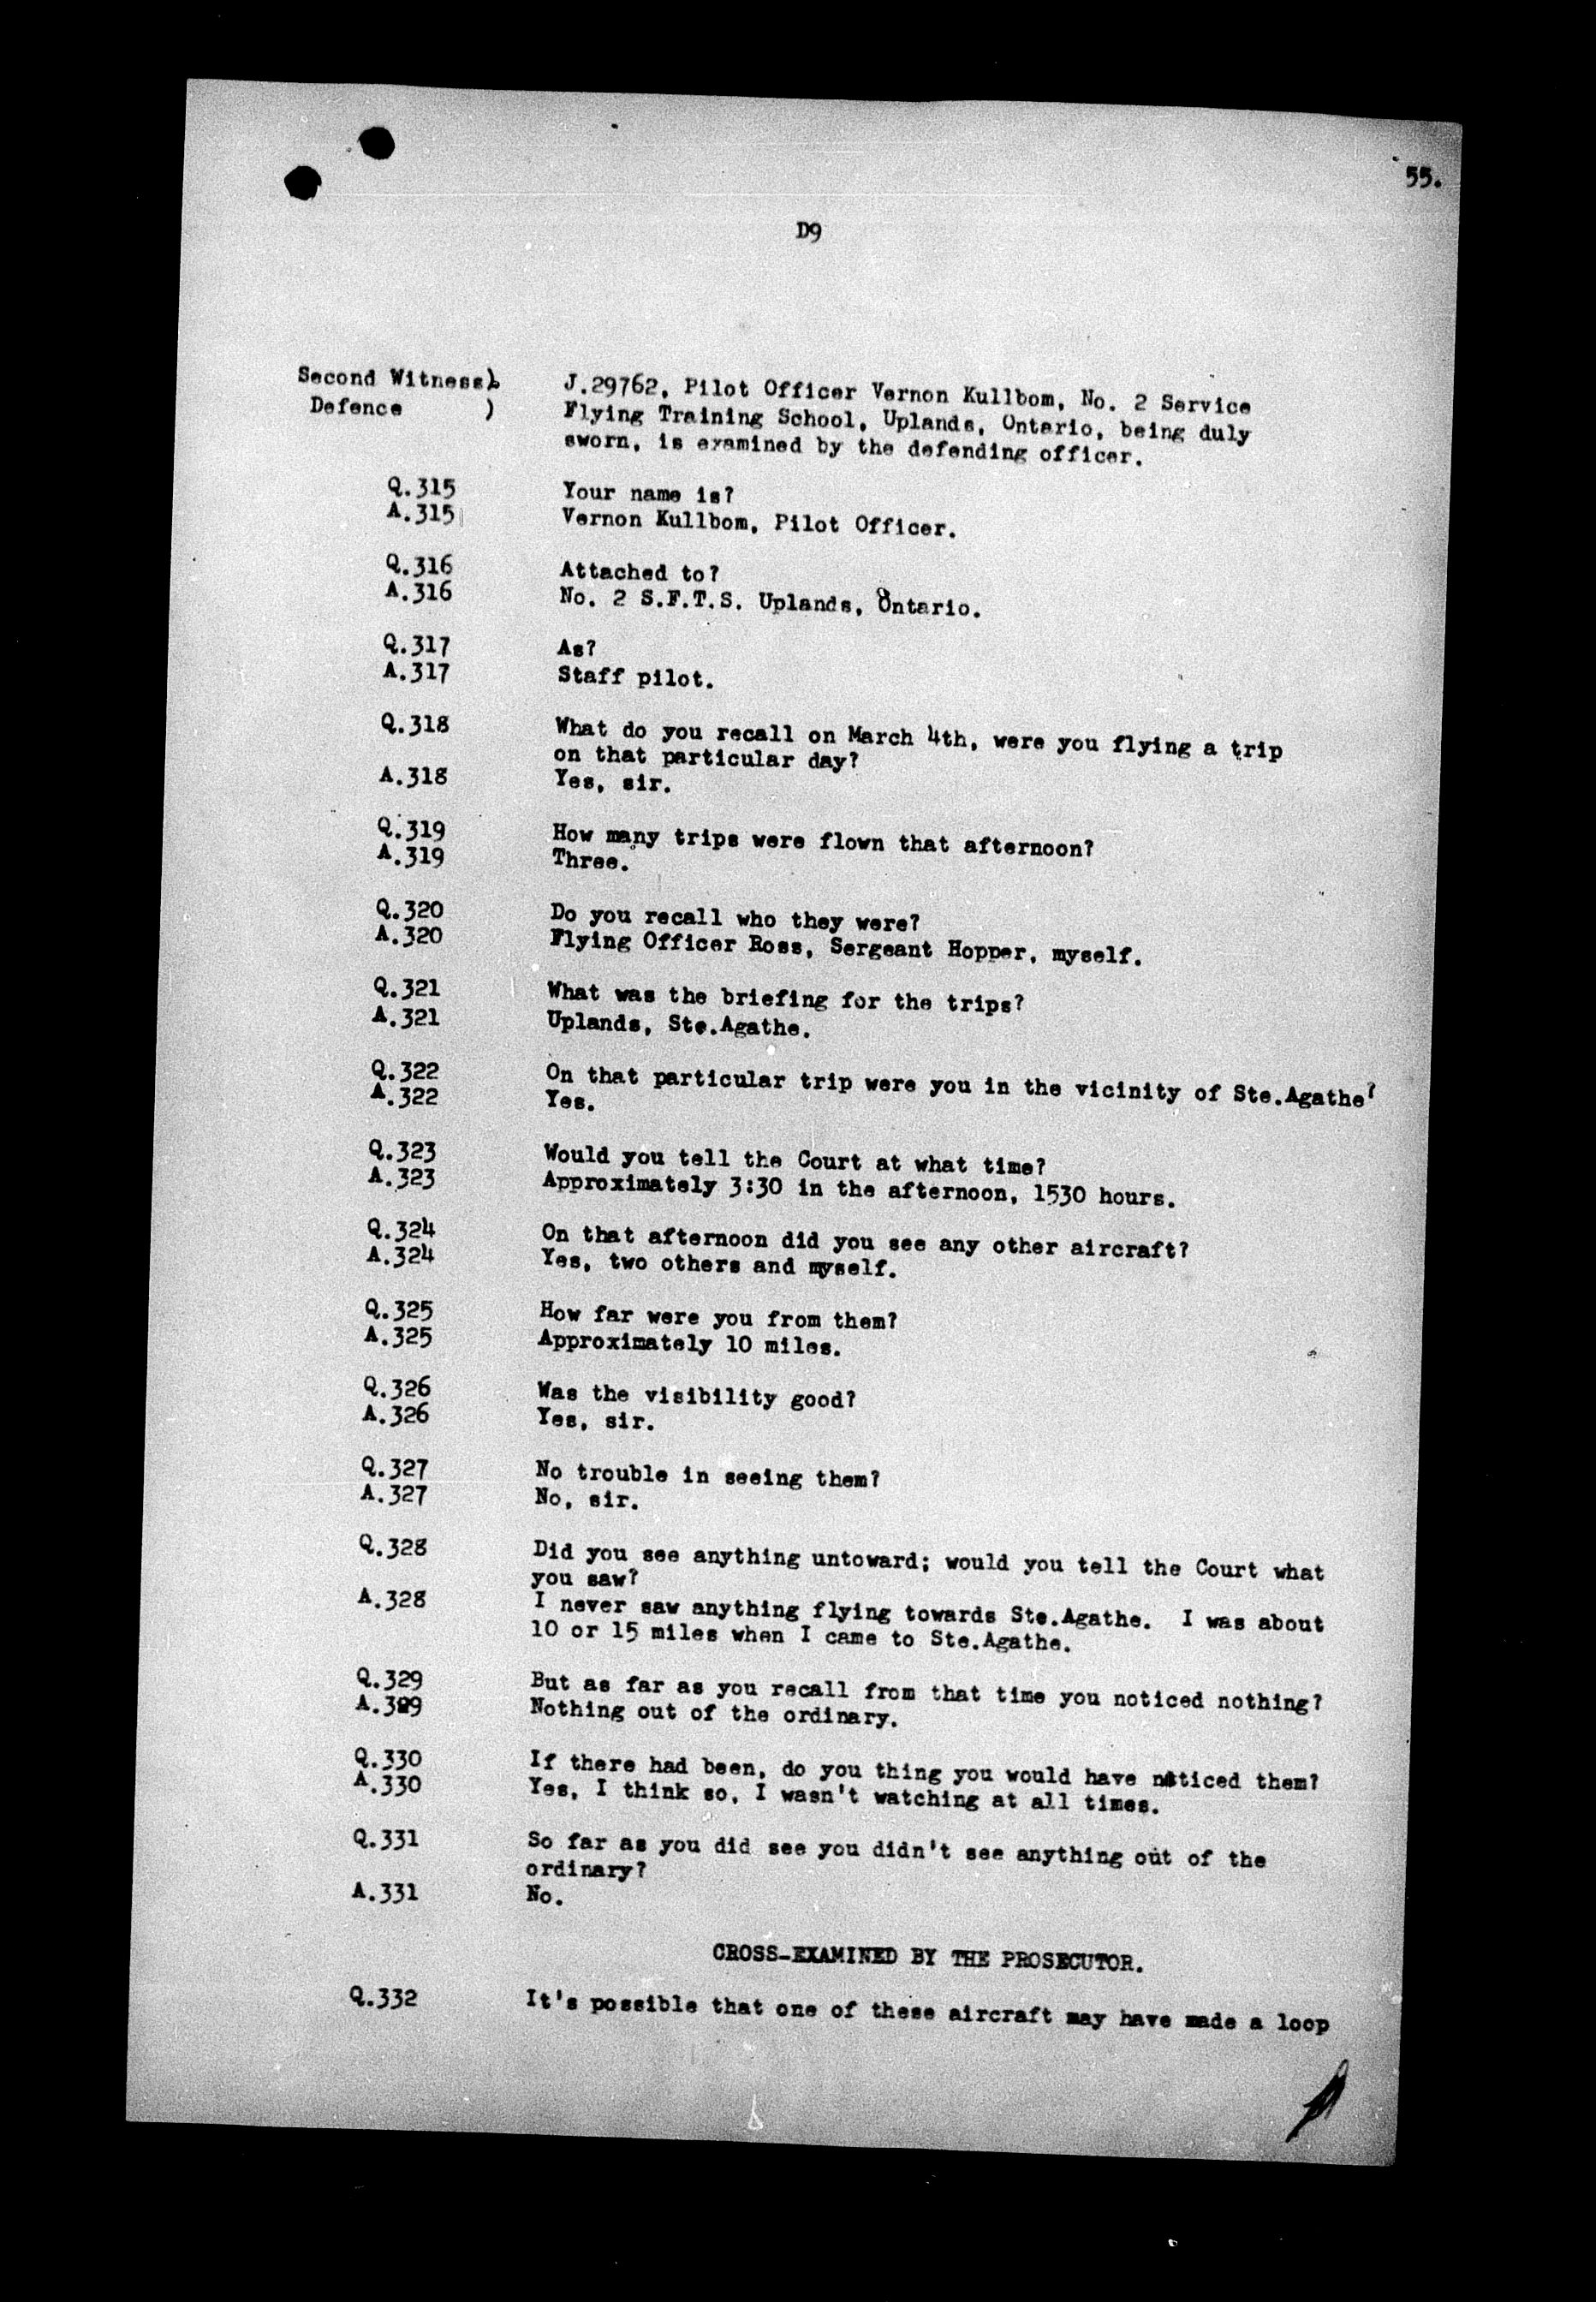 55.
D9
Second Witness) J.29762, Pilot Officer Vernon Kullbom, No. 2 Service
Defence ) Flying Training School, Uplands, Ontario, being duly
sworn, is examined by the defending officer.
Q.315 Your name is?
A.315 Vernon Kullbom, Pilot Officer.
Q.316 Attached to?
A.316 No. 2 S.F.T.S. Uplands, Ontario.
Q.317 As?
A.317 Staff pilot.
Q.318 What do you recall on March 4th, were you flying a trip
on that particular day?
A.318 Yes, sir.
Q.319 How many trips were flown that afternoon?
A.319 Three.
Q.320 Do you recall who they were?
A.320 Flying Officer Ross, Sergeant Hopper, myself.
Q.321 What was the briefing for the trips?
A.321 Uplands, Ste.Agathe.
Q.322 On that particular trip were you in the vicinity of Ste.Agathe?
A.322 Yes.
Q.323 Would you tell the Court at what time?
A.323 Approximately 3:30 in the afternoon, 1530 hours.
Q.324 On that afternoon did you see any other aircraft?
A.324 Yes, two others and myself.
Q.325 How far were you from them?
A.325 Approximately 10 miles.
Q.326 Was the visibility good?
A.326 Yes, sir.
Q.327 No trouble in seeing them?
A.327 No, sir.
Q.328 Did you see anything untoward; would you tell the Court what
you saw?
A.328 I never saw anything flying towards Ste.Agathe. I was about
10 or 15 miles when I came to Ste.Agathe.
Q.329 But as far as you recall from that time you noticed nothing?
A.329 Nothing out of the ordinary.
Q.330 If there had been, do you thing you would have noticed them?
A.330 Yes, I think so, I wasn't watching at all times.
Q.331 So far as you did see you didn't see anything out of the
ordinary?
A.331 No.
CROSS-EXAMINED BY THE PROSECUTOR.
Q.332 It's possible that one of these aircraft may have made a loop